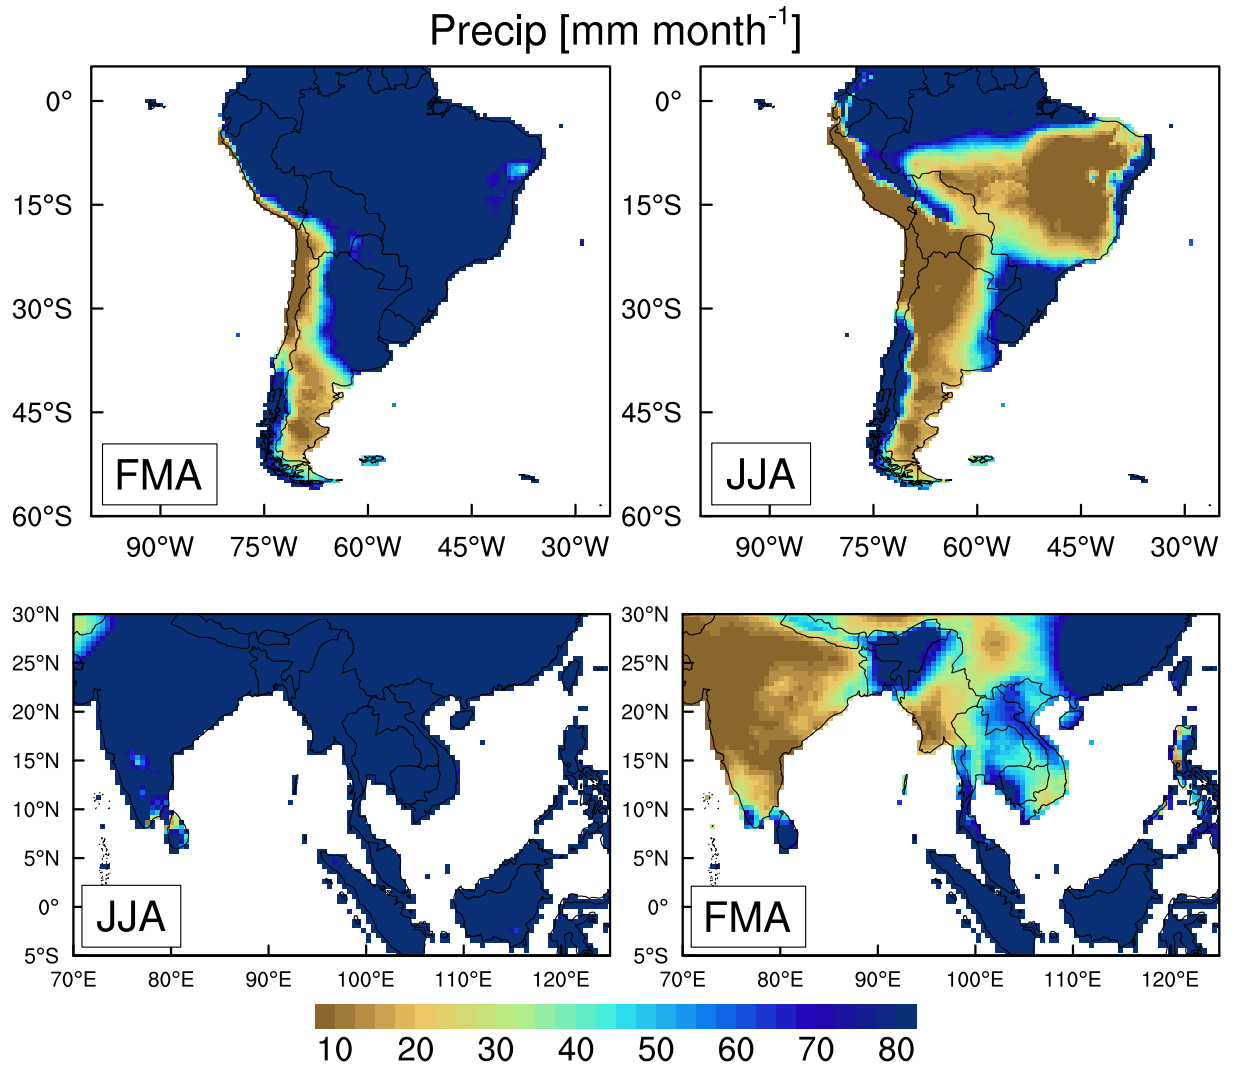 Precip [mm month⁻¹]
0°
15°S
30°S
45°S
60°S
90°W 75°W 60°W 45°W 30°W
FMA
0°
15°S
30°S
45°S
60°S
90°W 75°W 60°W 45°W 30°W
JJA
30°N
25°N
20°N
15°N
10°N
5°N
0°
5°S
70°E 80°E 90°E 100°E 110°E 120°E
JJA
30°N
25°N
20°N
15°N
10°N
5°N
0°
5°S
70°E 80°E 90°E 100°E 110°E 120°E
FMA
10 20 30 40 50 60 70 80